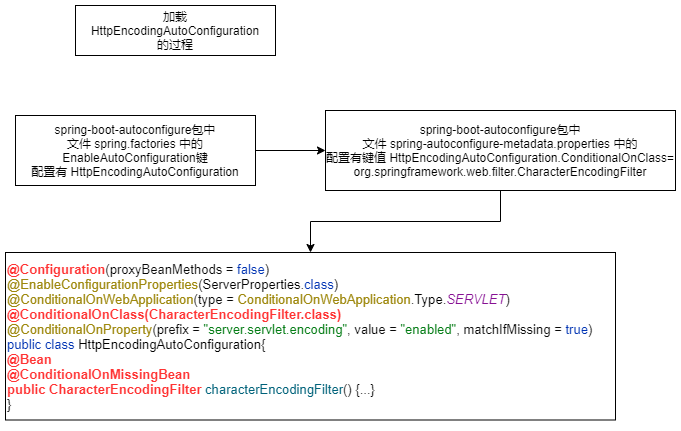 加载
HttpEncodingAutoConfiguration
的过程
spring-boot-autoconfigure包中
文件 spring.factories 中的
EnableAutoConfiguration键
配置有 HttpEncodingAutoConfiguration
spring-boot-autoconfigure包中
文件 spring-autoconfigure-metadata.properties 中的
配置有键值 HttpEncodingAutoConfiguration.ConditionalOnClass=
org.springframework.web.filter.CharacterEncodingFilter
@Configuration(proxyBeanMethods = false)
@EnableConfigurationProperties(ServerProperties.class)
@ConditionalOnWebApplication(type = ConditionalOnWebApplication.Type.SERVLET)
@ConditionalOnClass(CharacterEncodingFilter.class)
@ConditionalOnProperty(prefix = "server.servlet.encoding", value = "enabled", matchIfMissing = true)
public class HttpEncodingAutoConfiguration{
@Bean
@ConditionalOnMissingBean
public CharacterEncodingFilter characterEncodingFilter() {...}
}